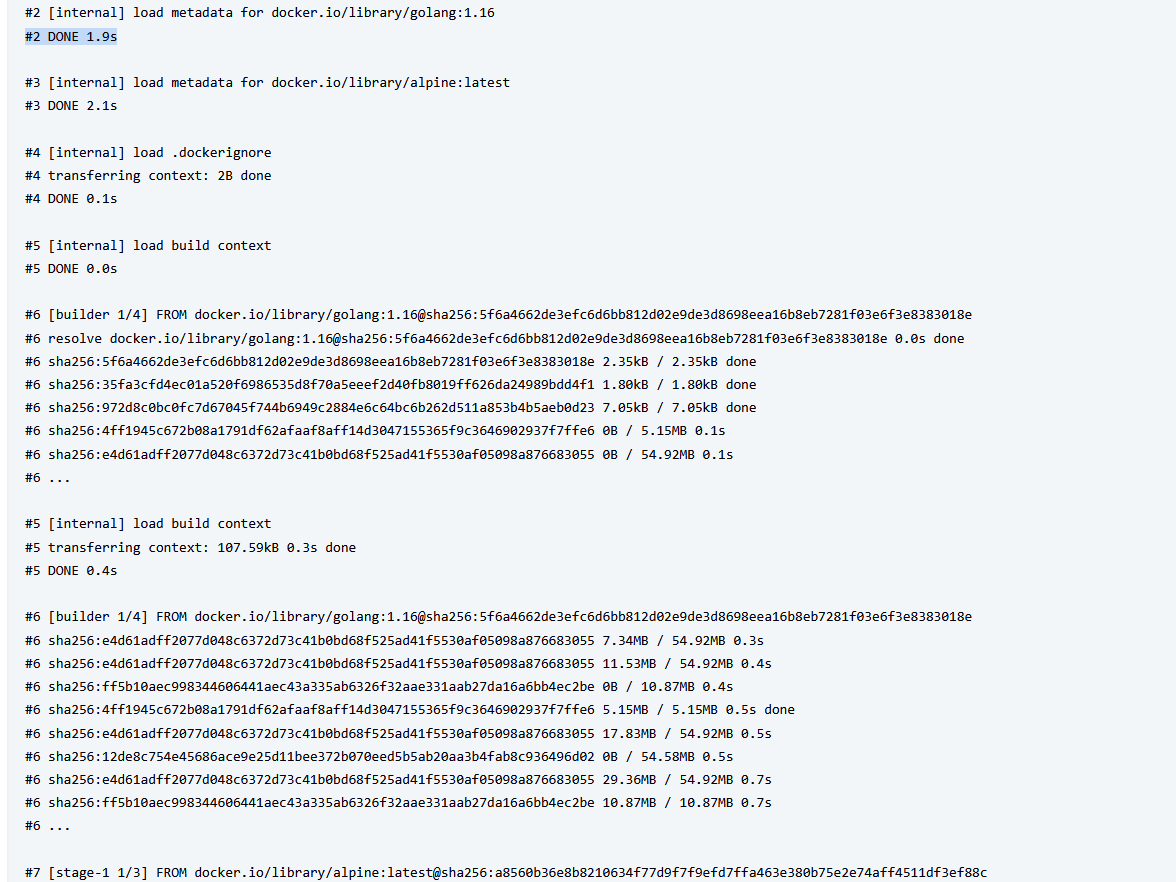 #2 [internal] load metadata for docker.io/library/golang:1.16
#2 DONE 1.9s
#3 [internal] load metadata for docker.io/library/alpine:latest
#3 DONE 2.1s
#4 [internal] load .dockerignore
#4 transferring context: 2B done
#4 DONE 0.1s
#5 [internal] load build context
#5 DONE 0.0s
#6 [builder 1/4] FROM docker.io/library/golang:1.16@sha256:5f6a4662de3efc6d6bb812d02e9de3d8698eea16b8eb7281f03e6f3e8383018e
#6 resolve docker.io/library/golang:1.16@sha256:5f6a4662de3efc6d6bb812d02e9de3d8698eea16b8eb7281f03e6f3e8383018e 0.0s done
#6 sha256:5f6a4662de3efc6d6bb812d02e9de3d8698eea16b8eb7281f03e6f3e8383018e 2.35kB / 2.35kB done
#6 sha256:35fa3cfd4ec01a520f6986535d8f70a5eeef2d40fb8019ff626da24989bdd4f1 1.80kB / 1.80kB done
#6 sha256:972d8c0bc0fc7d67045f744b6949c2884e6c64bc6b262d511a853b4b5aeb0d23 7.05kB / 7.05kB done
#6 sha256:4ff1945c672b08a1791df62afaaf8aff14d3047155365f9c3646902937f7ffe6 0B / 5.15MB 0.1s
#6 sha256:e4d61adff2077d048c6372d73c41b0bd68f525ad41f5530af05098a876683055 0B / 54.92MB 0.1s
#6 ...
#5 [internal] load build context
#5 transferring context: 107.59kB 0.3s done
#5 DONE 0.4s
#6 [builder 1/4] FROM docker.io/library/golang:1.16@sha256:5f6a4662de3efc6d6bb812d02e9de3d8698eea16b8eb7281f03e6f3e8383018e
#6 sha256:e4d61adff2077d048c6372d73c41b0bd68f525ad41f5530af05098a876683055 7.34MB / 54.92MB 0.3s
#6 sha256:e4d61adff2077d048c6372d73c41b0bd68f525ad41f5530af05098a876683055 11.53MB / 54.92MB 0.4s
#6 sha256:ff5b10aec998344606441aec43a335ab6326f32aae331aab27da16a6bb4ec2be 0B / 10.87MB 0.4s
#6 sha256:4ff1945c672b08a1791df62afaaf8aff14d3047155365f9c3646902937f7ffe6 5.15MB / 5.15MB 0.5s done
#6 sha256:e4d61adff2077d048c6372d73c41b0bd68f525ad41f5530af05098a876683055 17.83MB / 54.92MB 0.5s
#6 sha256:12de8c754e45686ace9e25d11bee372b070eed5b5ab20aa3b4fab8c936496d02 0B / 54.58MB 0.5s
#6 sha256:e4d61adff2077d048c6372d73c41b0bd68f525ad41f5530af05098a876683055 29.36MB / 54.92MB 0.7s
#6 sha256:ff5b10aec998344606441aec43a335ab6326f32aae331aab27da16a6bb4ec2be 10.87MB / 10.87MB 0.7s
#6 ...
#7 [stage-1 1/3] FROM docker.io/library/alpine:latest@sha256:a8560b36e8b8210634f77d9f7f9efd7ffa463e380b75e2e74aff4511df3ef88c